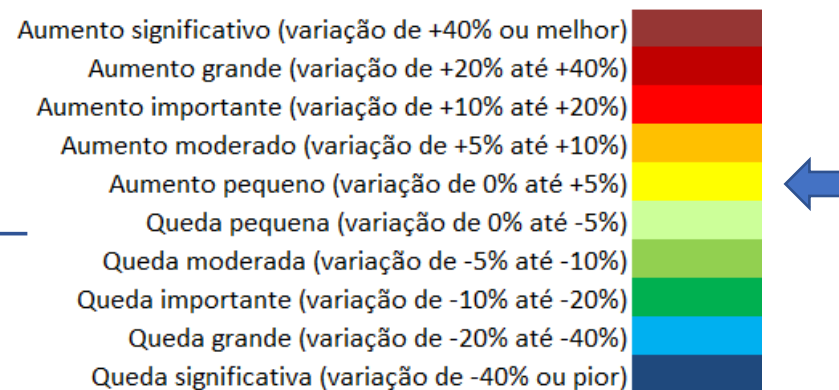 Aumento significativo (variação de +40% ou melhor)
Aumento grande (variação de +20% até +40%)
Aumento importante (variação de +10% até +20%)
Aumento moderado (variação de +5% até +10%)
Aumento pequeno (variação de 0% até +5%)
Queda pequena (variação de 0% até -5%)
Queda moderada (variação de -5% até -10%)
Queda importante (variação de -10% até -20%)
Queda grande (variação de -20% até -40%)
Queda significativa (variação de -40% ou pior)